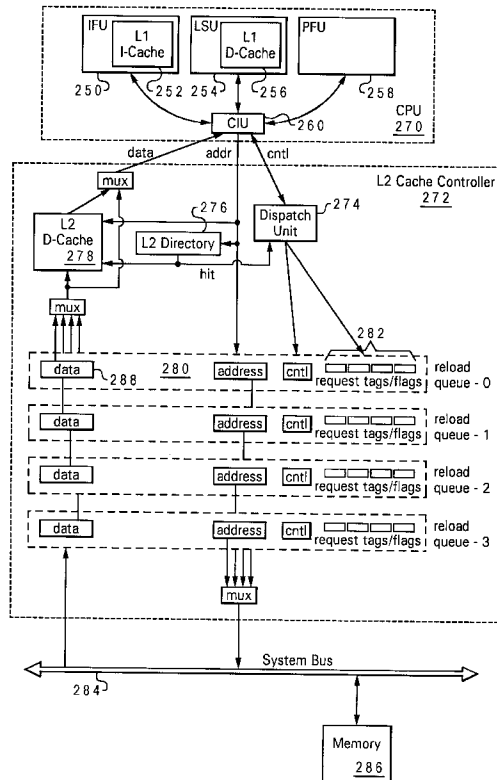 IFU
L1
I-Cache
LSU
L1
D-Cache
PFU
250
252
254
256
258
CIU
260
CPU
270
data
addr
cntl
mux
276
274
L2 Cache Controller
272
L2
D-Cache
278
L2 Directory
Dispatch
Unit
hit
mux
282
data
288
280
address
cntl
request tags/flags
reload
queue - 0
data
address
cntl
request tags/flags
reload
queue - 1
data
address
cntl
request tags/flags
reload
queue - 2
data
address
cntl
request tags/flags
reload
queue - 3
mux
System Bus
284
Memory
286